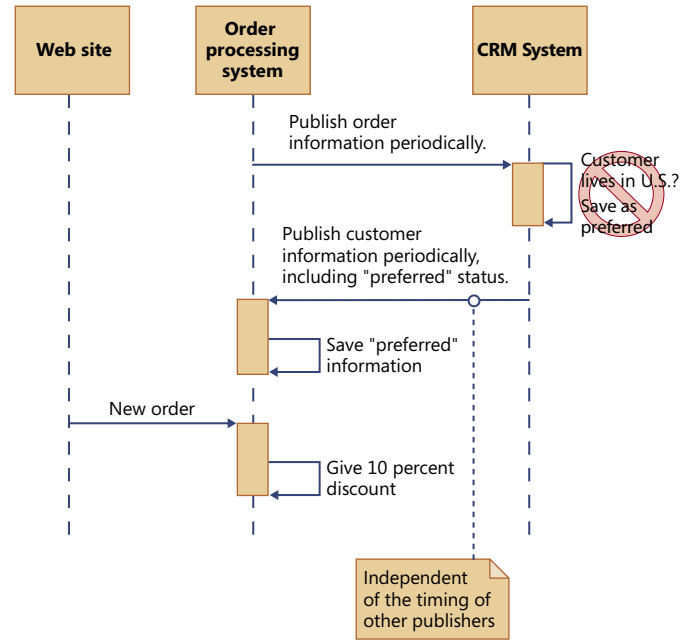 Web site
Order
processing
system
CRM System
Publish order
information periodically.
Customer
lives in U.S.?
Save as
preferred
Publish customer
information periodically,
including "preferred" status.
Save "preferred"
information
New order
Give 10 percent
discount
Independent
of the timing of
other publishers